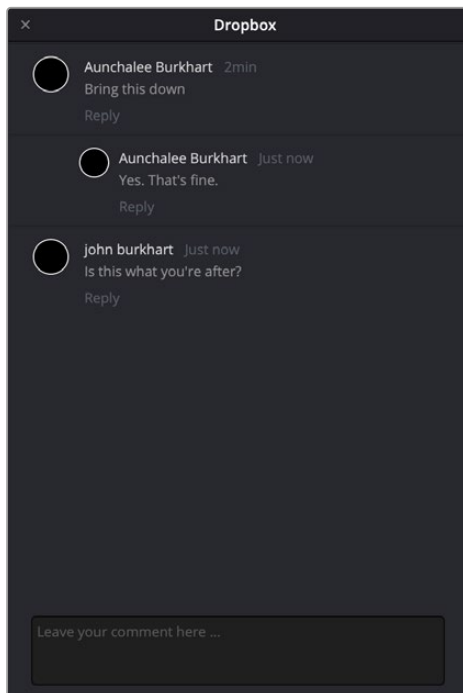 × Dropbox
Aunchalee Burkhart 2min
Bring this down
Reply
Aunchalee Burkhart Just now
Yes. That's fine.
Reply
john burkhart Just now
Is this what you're after?
Reply
Leave your comment here ...